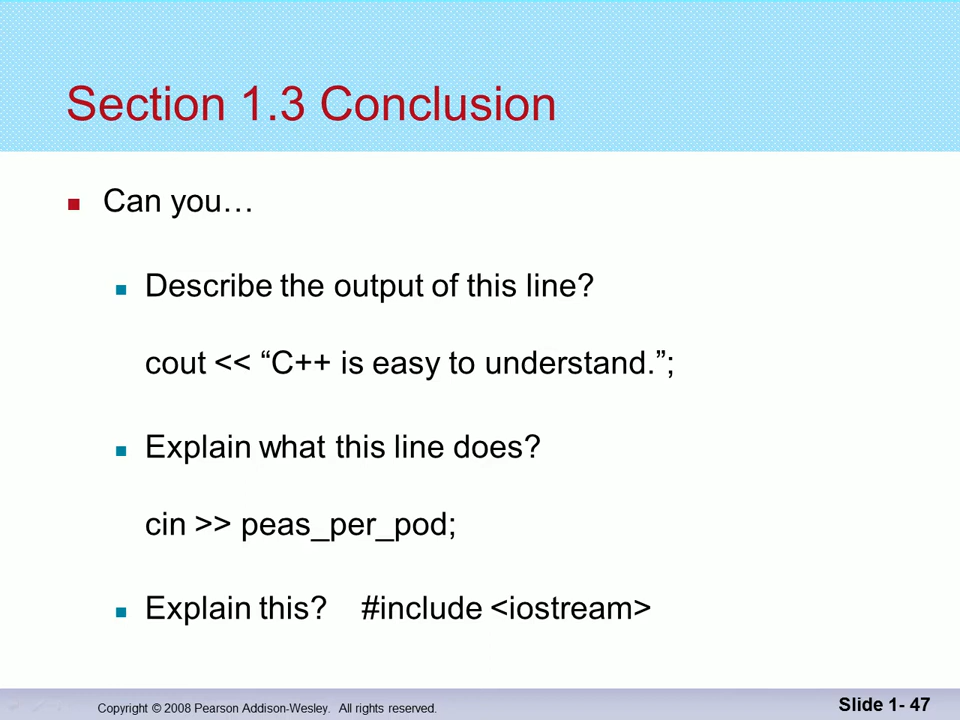 Section 1.3 Conclusion
Can you…
Describe the output of this line?
cout << “C++ is easy to understand.”;
Explain what this line does?
cin >> peas_per_pod;
Explain this? #include <iostream>
Copyright © 2008 Pearson Addison-Wesley. All rights reserved.
Slide 1- 47